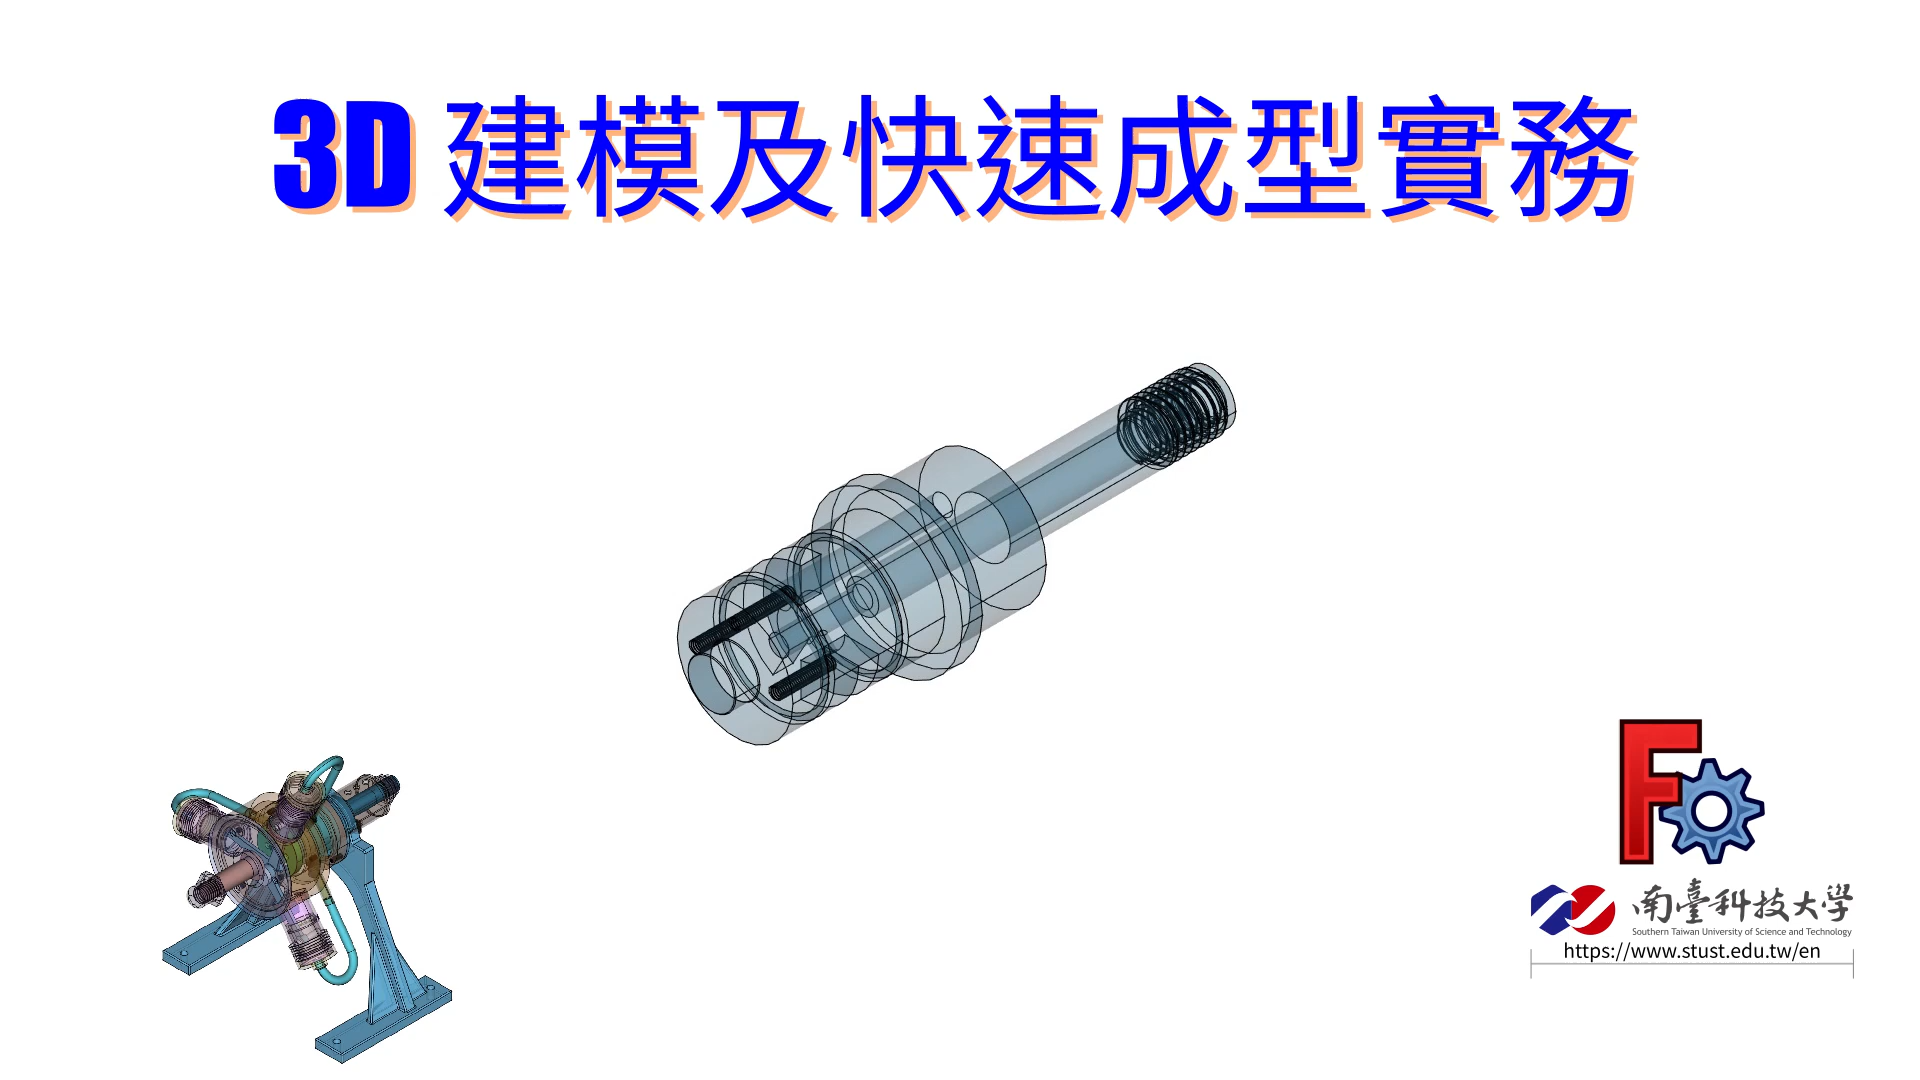 3D 建模及快速成型實務
南臺科技大學
Southern Taiwan University of Science and Technology
https://www.stust.edu.tw/en